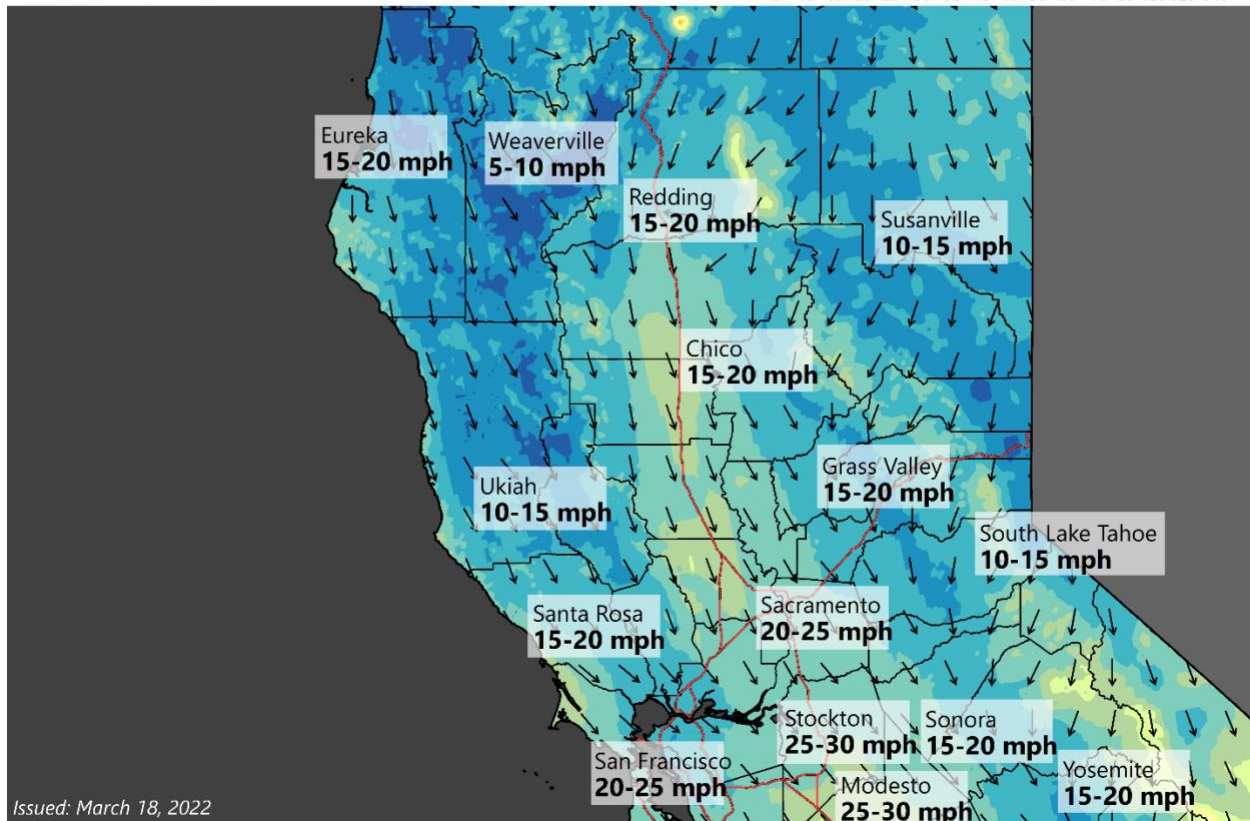 Eureka
15-20 mph
Weaverville
5-10 mph
Redding
15-20 mph
Susanville
10-15 mph
Chico
15-20 mph
Grass Valley
15-20 mph
Ukiah
10-15 mph
South Lake Tahoe
10-15 mph
Santa Rosa
15-20 mph
Sacramento
20-25 mph
Stockton
25-30 mph
Sonora
15-20 mph
San Francisco
20-25 mph
Yosemite
15-20 mph
Modesto
25-30 mph
Issued: March 18, 2022